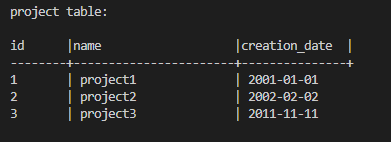 project table:
id      |name                 |creation_date  |
--------+---------------------+---------------+
1       | project1            | 2001-01-01
2       | project2            | 2002-02-02
3       | project3            | 2011-11-11